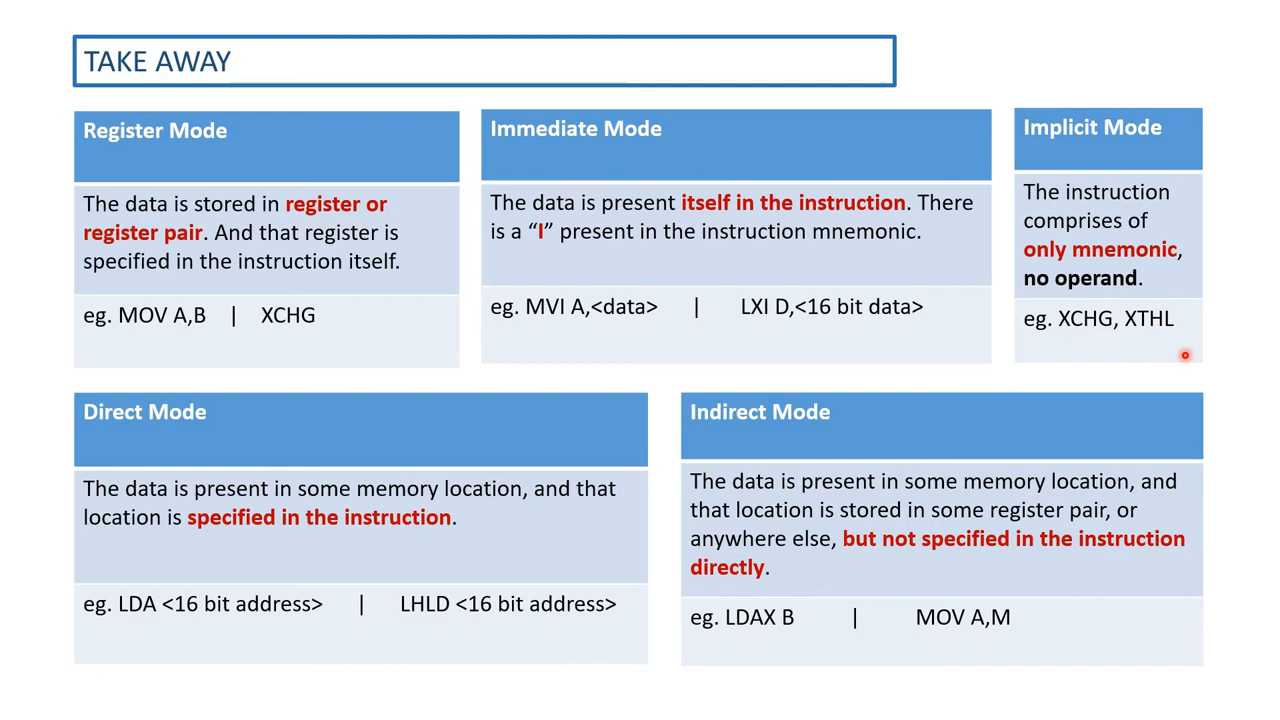 TAKE AWAY
Register Mode
The data is stored in register or
register pair. And that register is
specified in the instruction itself.
eg. MOV A,B | XCHG
Immediate Mode
The data is present itself in the instruction. There
is a “I” present in the instruction mnemonic.
eg. MVI A,<data> | LXI D,<16 bit data>
Implicit Mode
The instruction
comprises of
only mnemonic,
no operand.
eg. XCHG, XTHL
Direct Mode
The data is present in some memory location, and that
location is specified in the instruction.
eg. LDA <16 bit address> | LHLD <16 bit address>
Indirect Mode
The data is present in some memory location, and
that location is stored in some register pair, or
anywhere else, but not specified in the instruction
directly.
eg. LDAX B | MOV A,M